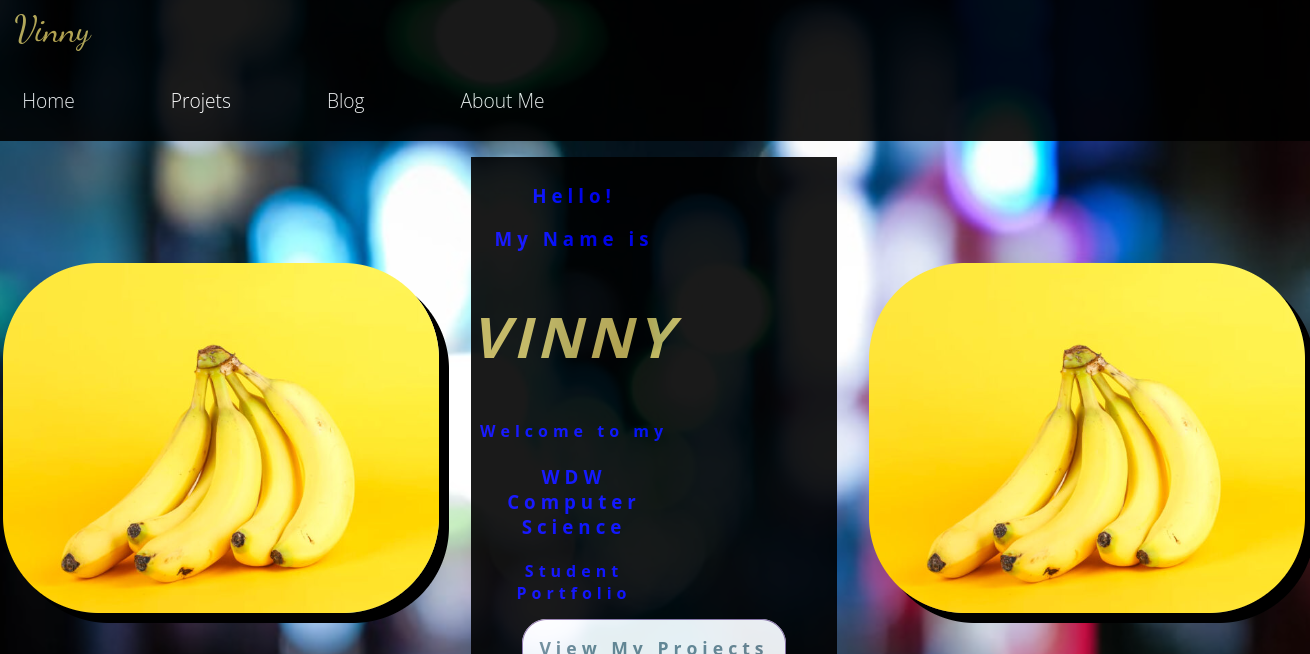 Vinny
Home Projets Blog About Me
Hello!
My Name is
VINNY
Welcome to my
WDW
Computer
Science
Student
Portfolio
View My Projects